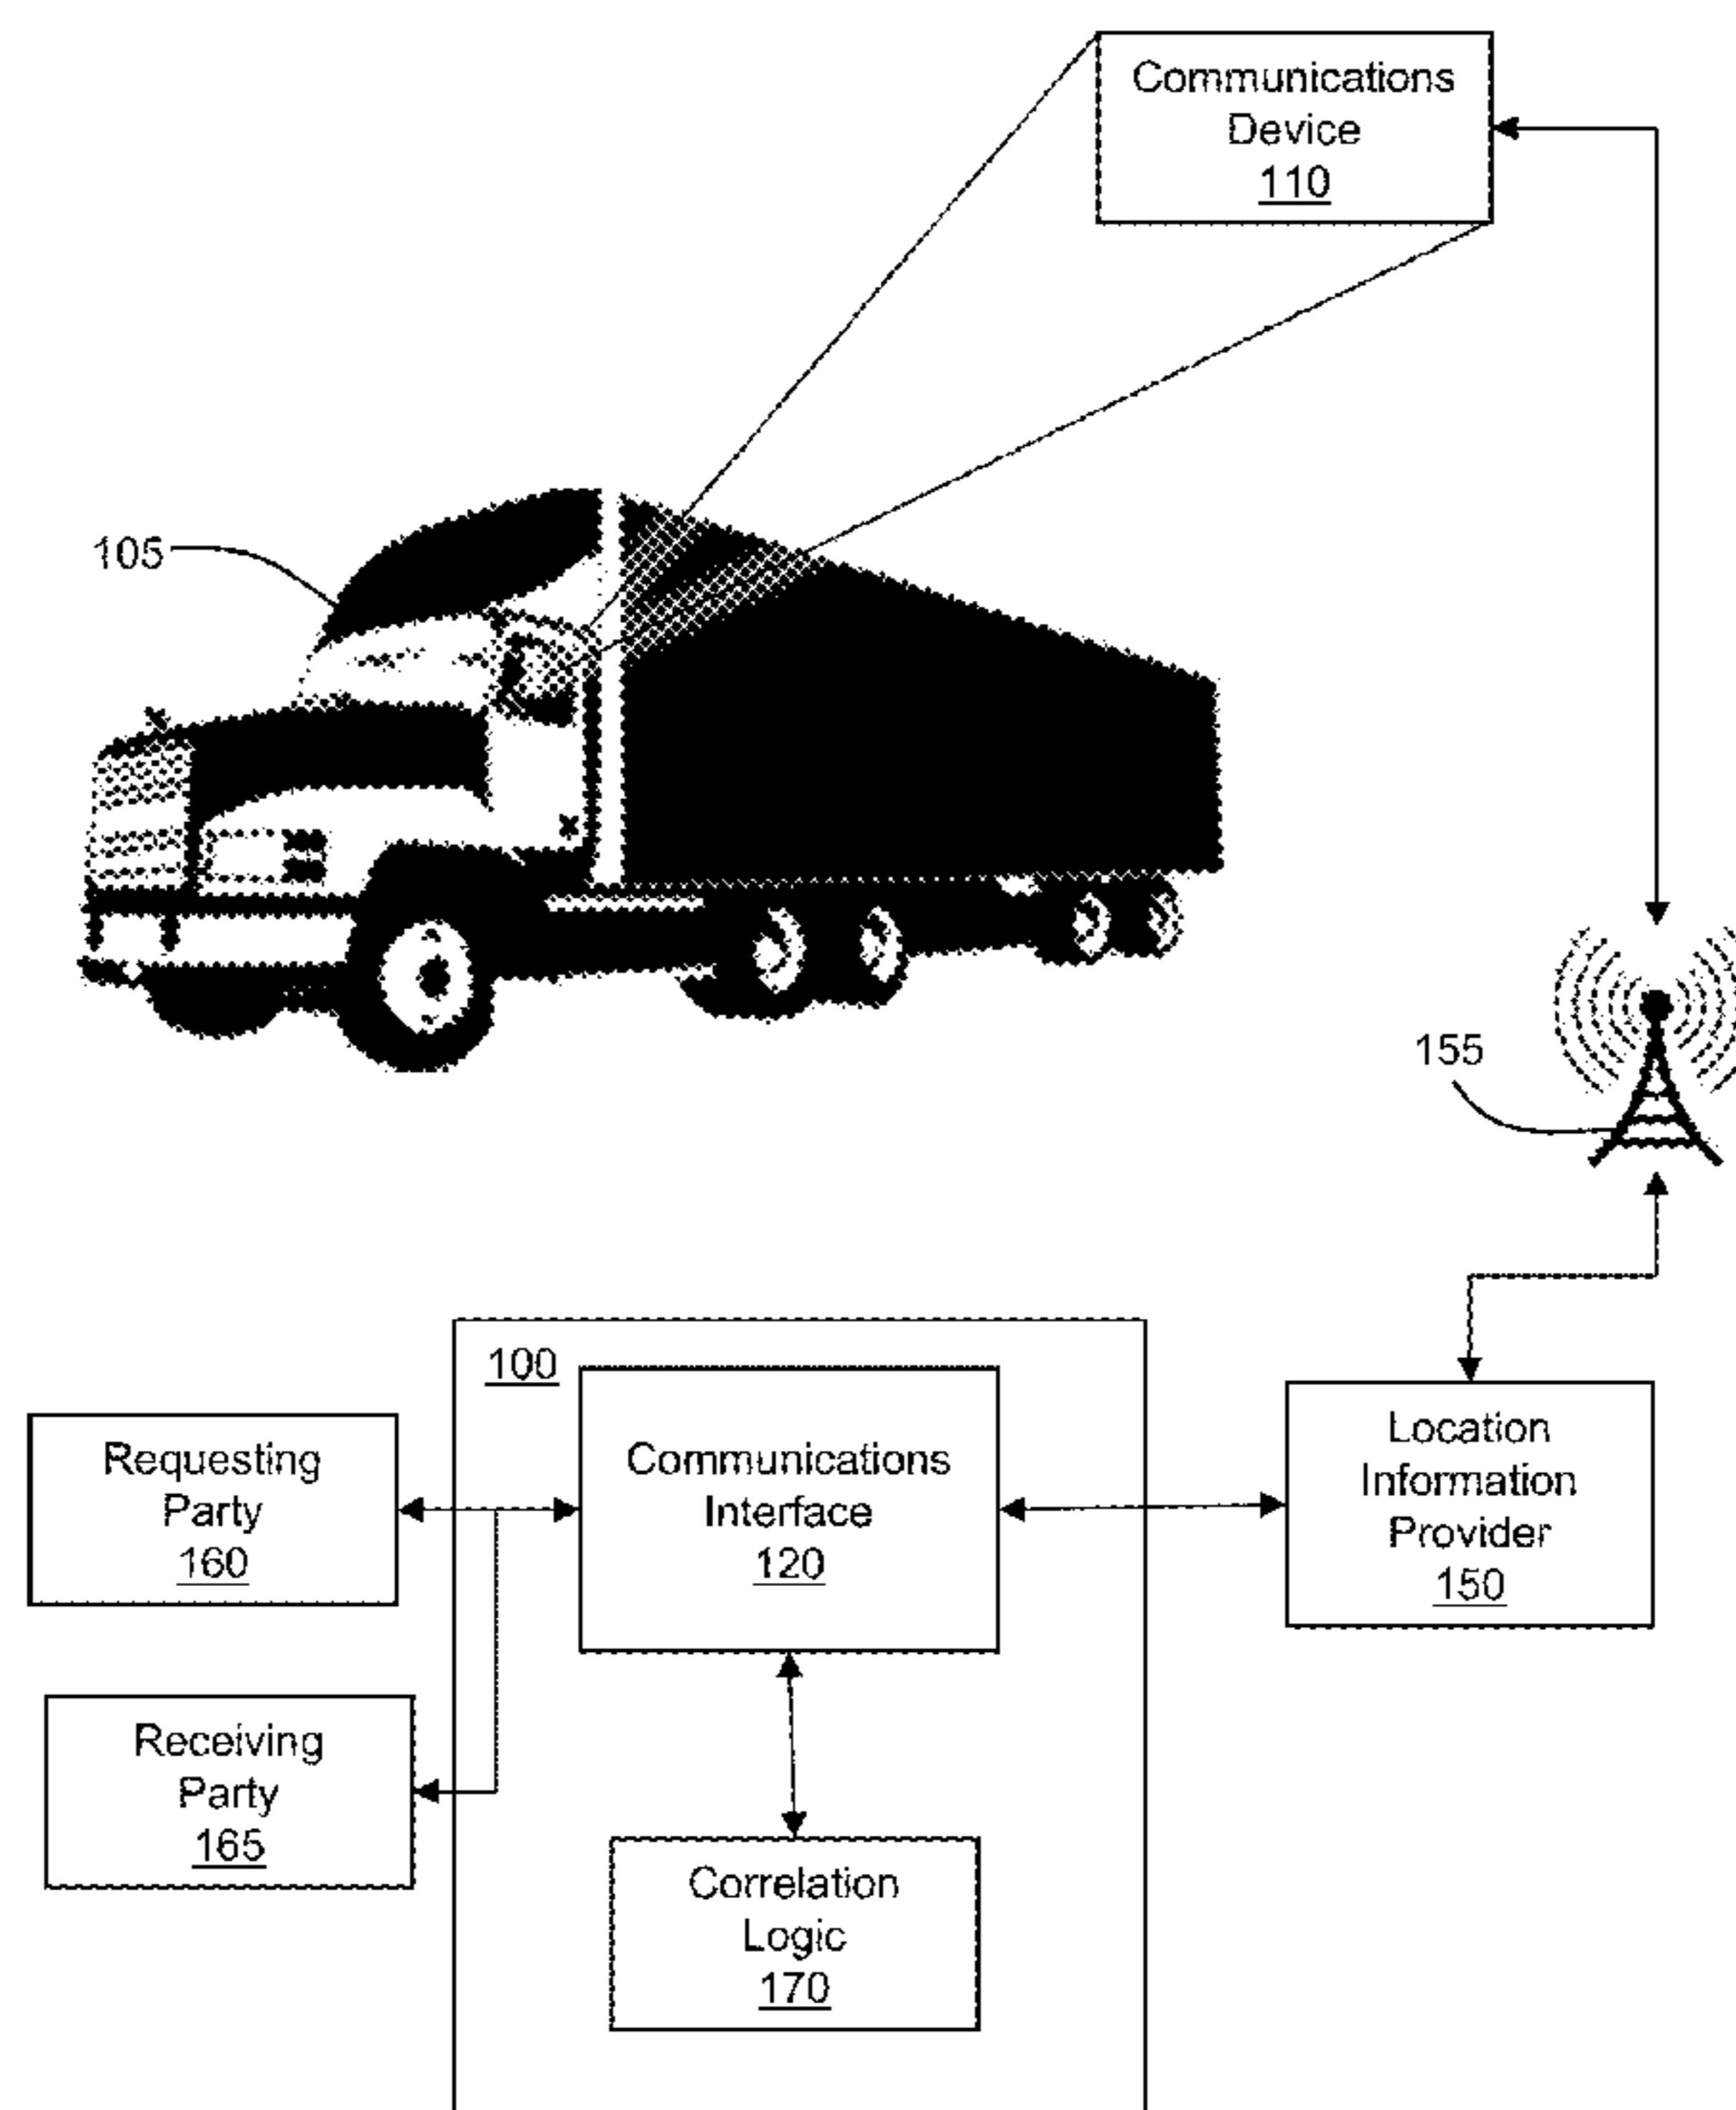 Communications
Device
110
105
155
100
Requesting
Party
160
Communications
Interface
120
Location
Information
Provider
150
Receiving
Party
165
Correlation
Logic
170